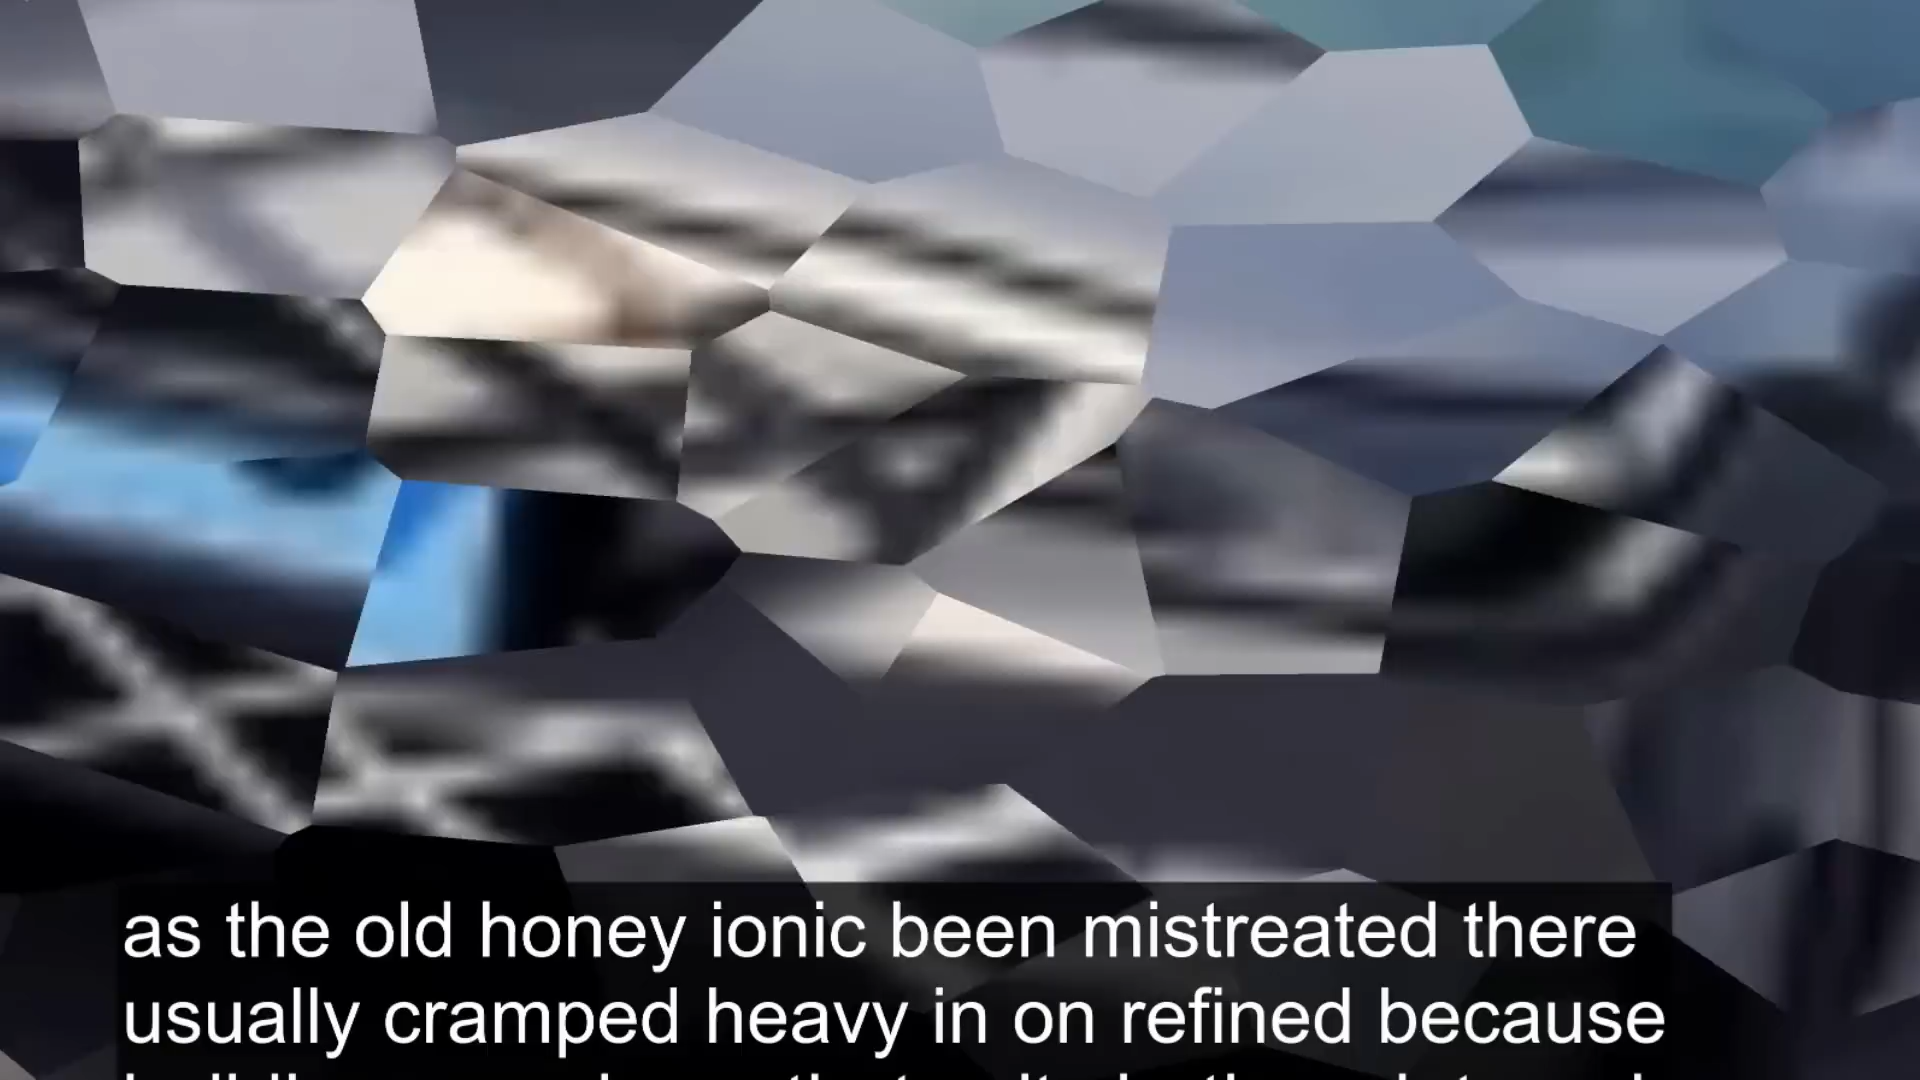 as the old honey ionic been mistreated there
usually cramped heavy in on refined because